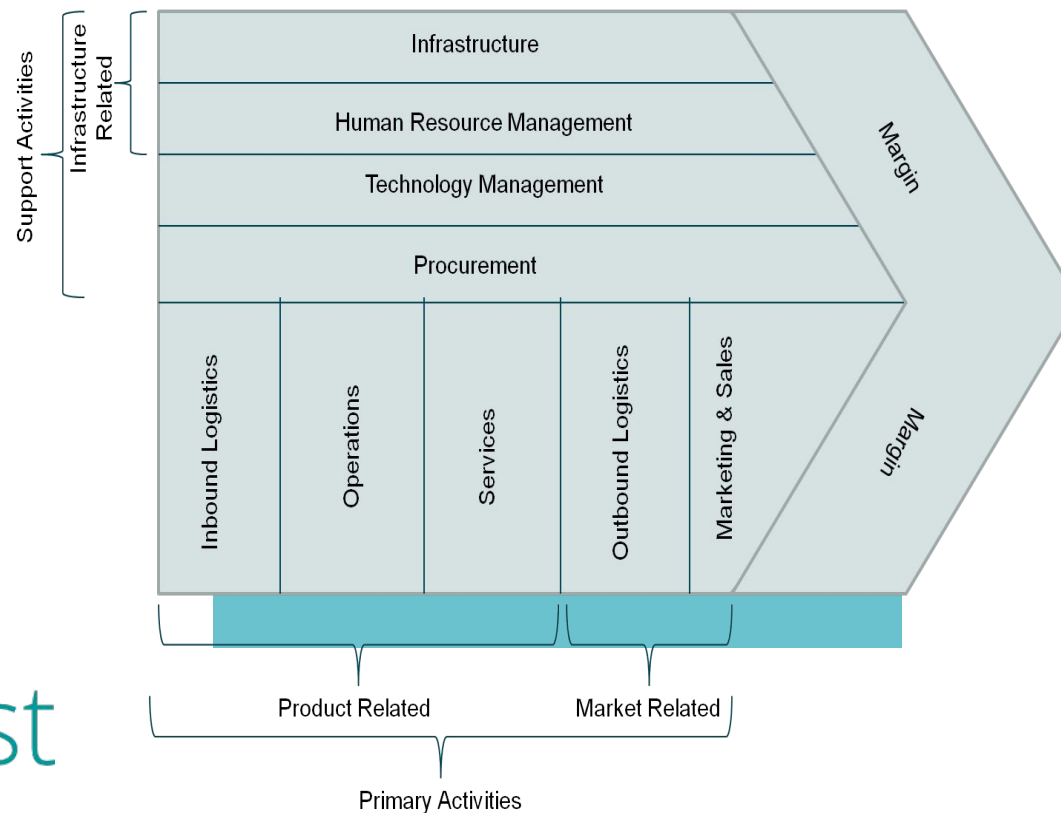 Support Activities
Infrastructure
Related
Infrastructure
Human Resource Management
Technology Management
Procurement
Margin
Margin
Inbound Logistics
Operations
Services
Outbound Logistics
Marketing & Sales
Product Related
Market Related
Primary Activities
st